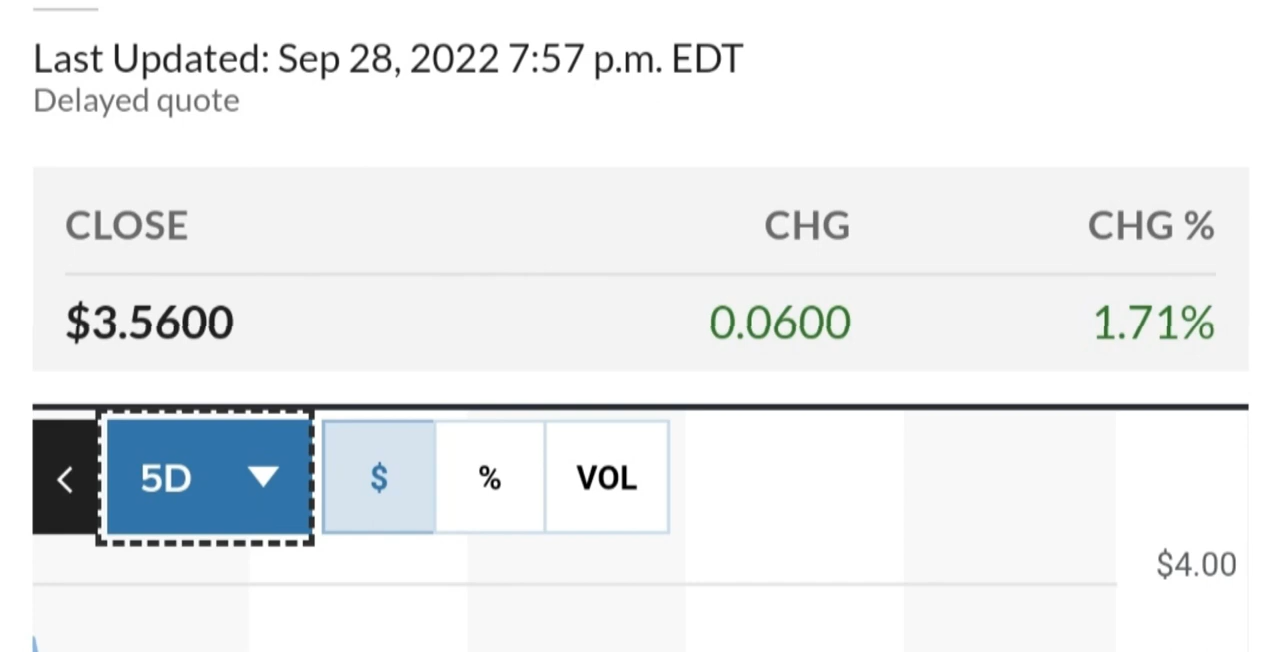 Last Updated: Sep 28, 2022 7:57 p.m. EDT
Delayed quote
CLOSE CHG CHG %
$3.5600 0.0600 1.71%
5D $ % VOL
$4.00